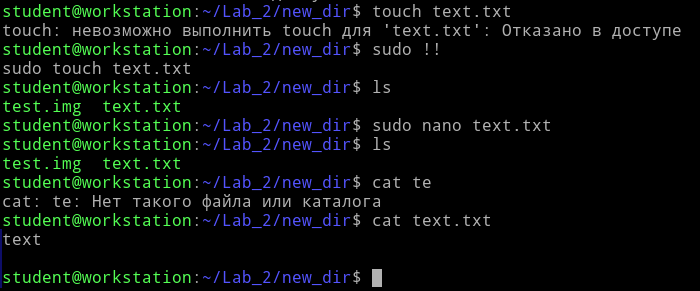 student@workstation:~/Lab_2/new_dir$ touch text.txt
touch: невозможно выполнить touch для 'text.txt': Отказано в доступе
student@workstation:~/Lab_2/new_dir$ sudo !!
sudo touch text.txt
student@workstation:~/Lab_2/new_dir$ ls
test.img  text.txt
student@workstation:~/Lab_2/new_dir$ sudo nano text.txt
student@workstation:~/Lab_2/new_dir$ ls
test.img  text.txt
student@workstation:~/Lab_2/new_dir$ cat te
cat: te: Нет такого файла или каталога
student@workstation:~/Lab_2/new_dir$ cat text.txt
text
student@workstation:~/Lab_2/new_dir$